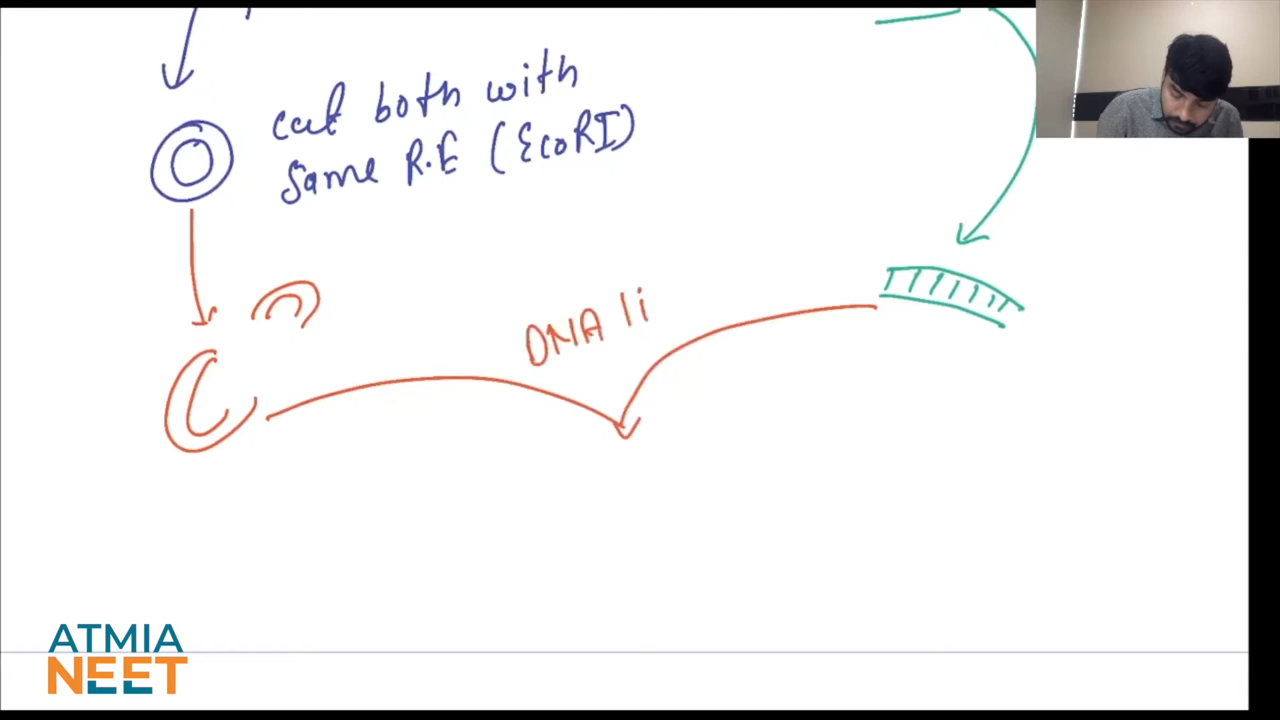 cut both with
same R.E (EcoRI)
DNA li
ATMIA
NEET